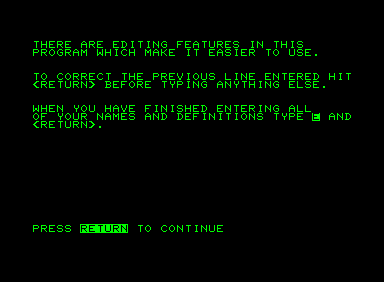 THERE ARE EDITING FEATURES IN THIS
PROGRAM WHICH MAKE IT EASIER TO USE.
TO CORRECT THE PREVIOUS LINE ENTERED HIT
<RETURN> BEFORE TYPING ANYTHING ELSE.
WHEN YOU HAVE FINISHED ENTERING ALL
OF YOUR NAMES AND DEFINITIONS TYPE E AND
<RETURN>.
PRESS RETURN TO CONTINUE